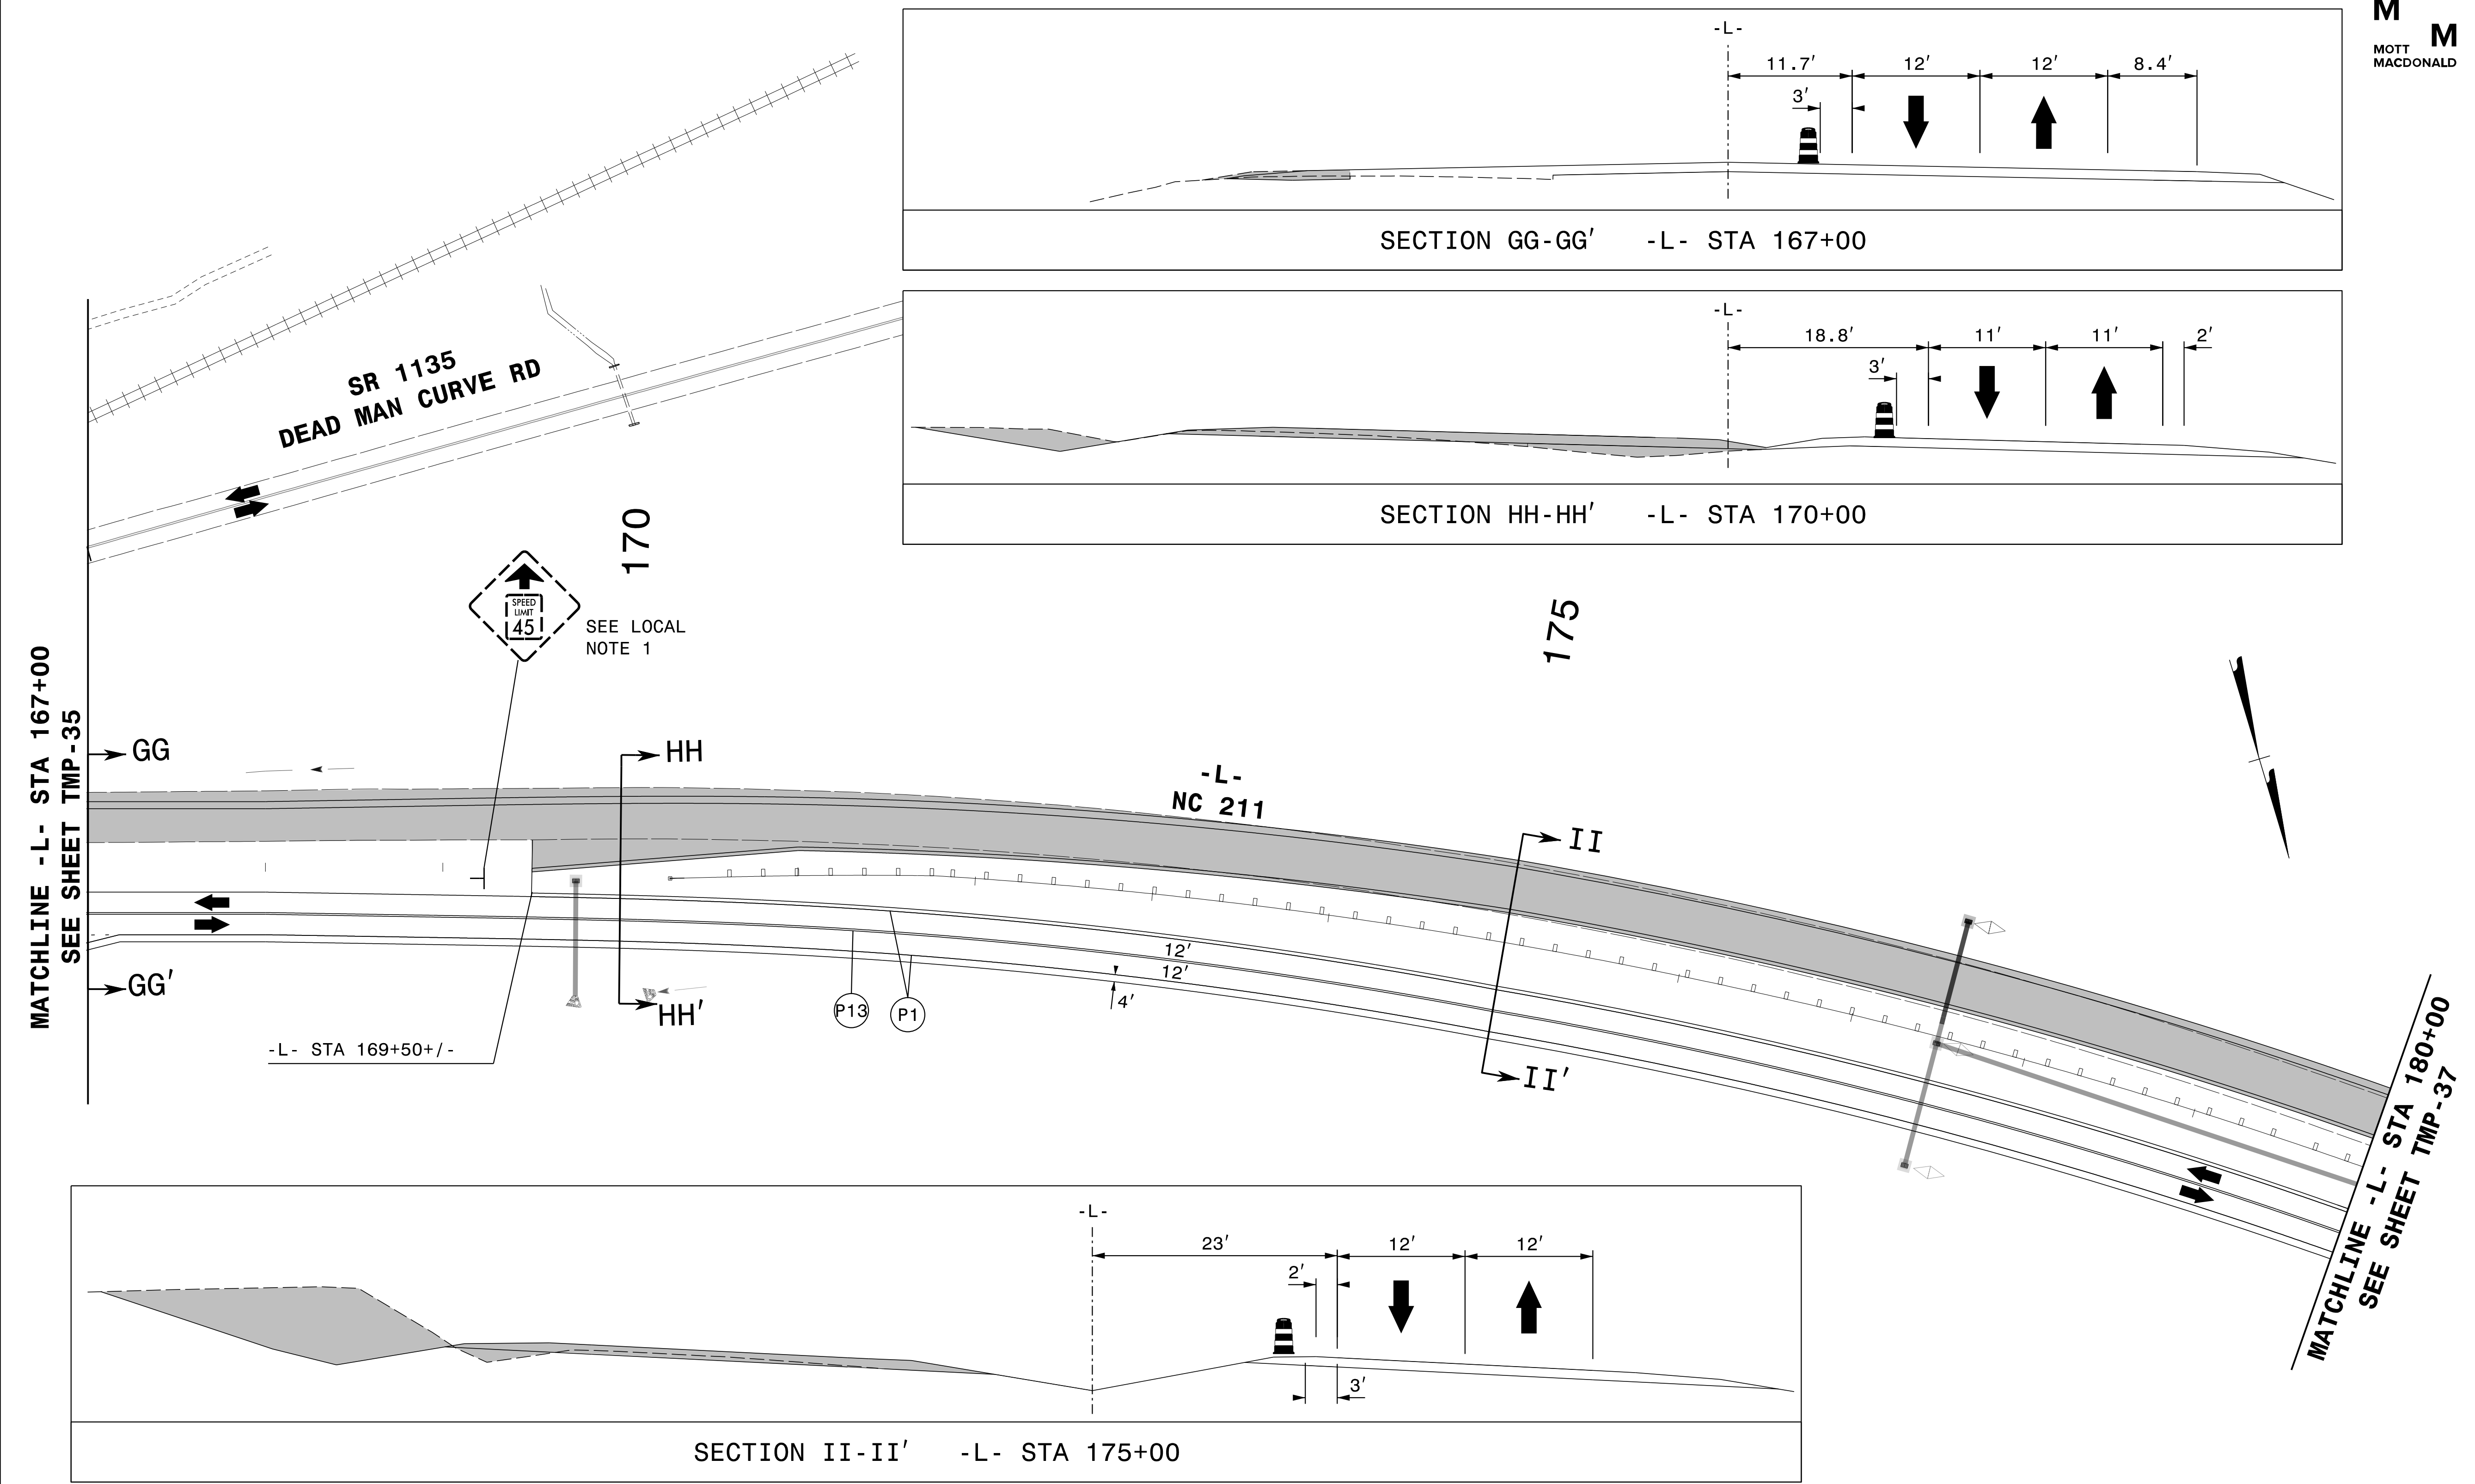 M
M
MOTT
MACDONALD
-L-
11.7′ 12′ 12′ 8.4′
3′
SECTION GG-GG′ -L- STA 167+00
-L-
18.8′ 11′ 11′ 2′
3′
SECTION HH-HH′ -L- STA 170+00
SR 1135
DEAD MAN CURVE RD
170
175
SPEED
LIMIT
45
SEE LOCAL
NOTE 1
MATCHLINE -L- STA 167+00
SEE SHEET TMP-35
GG
HH
-L-
NC 211
II
GG′
HH′
P13
P1
12′
12′
4′
II′
-L- STA 169+50+/-
MATCHLINE -L- STA 180+00
SEE SHEET TMP-37
-L-
23′ 12′ 12′
2′
3′
SECTION II-II′ -L- STA 175+00